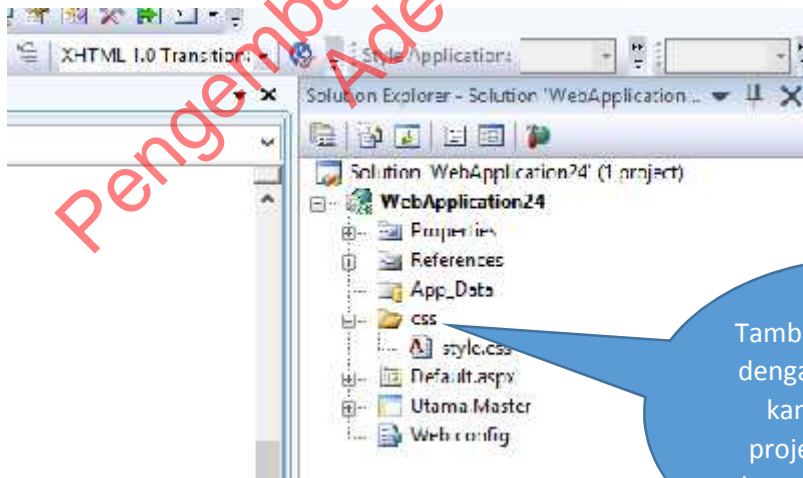 XHTML 1.0 Transition:
Style Application:
Solution Explorer - Solution 'WebApplication...
Solution 'WebApplication24' (1 project)
WebApplication24
Properties
References
App_Data
css
style.css
Default.aspx
Utama.Master
Web.config
Tamb
denga
kan
proje
Pengemba
Ade